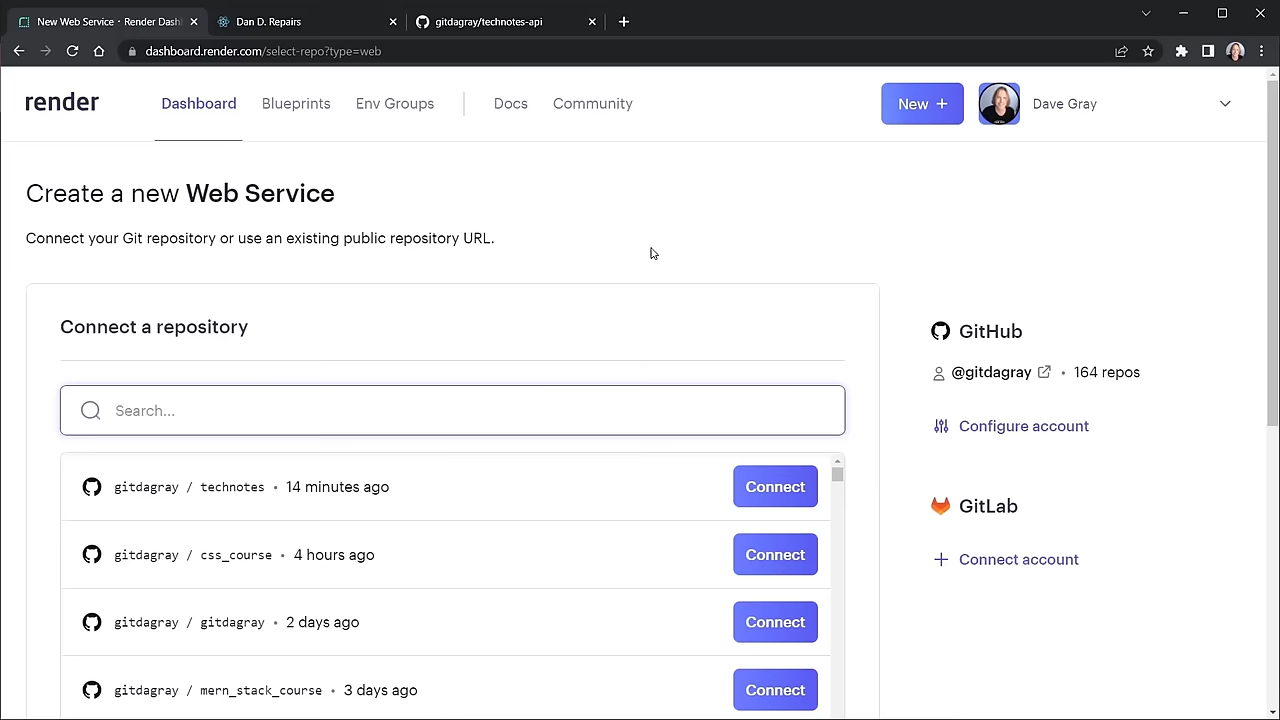 New Web Service · Render Dash
Dan D. Repairs
gitdagray/technotes-api
dashboard.render.com/select-repo?type=web
render
Dashboard
Blueprints
Env Groups
Docs
Community
New +
Dave Gray
Create a new Web Service
Connect your Git repository or use an existing public repository URL.
Connect a repository
Search...
gitdagray / technotes • 14 minutes ago
Connect
gitdagray / css_course • 4 hours ago
Connect
gitdagray / gitdagray • 2 days ago
Connect
gitdagray / mern_stack_course • 3 days ago
Connect
GitHub
@gitdagray • 164 repos
Configure account
GitLab
Connect account